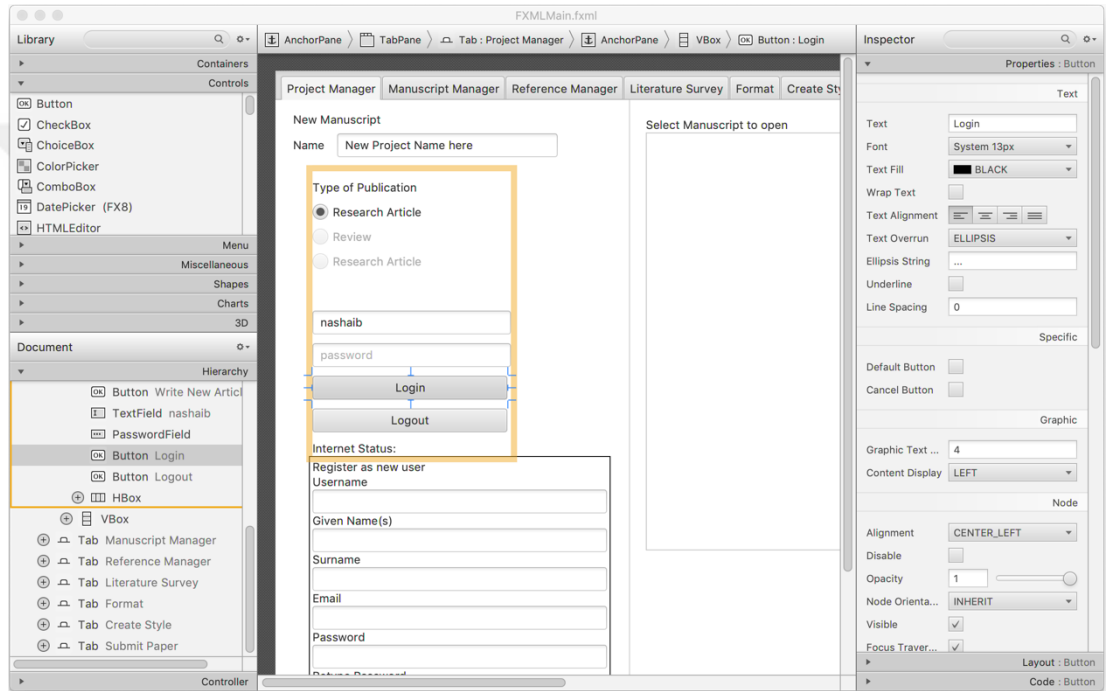 FXMLMain.fxml
Library
AnchorPane TabPane Tab : Project Manager AnchorPane VBox OK Button : Login
Inspector
Containers
Controls
OK Button
CheckBox
ChoiceBox
ColorPicker
ComboBox
19 DatePicker (FX8)
HTMLEditor
Menu
Miscellaneous
Shapes
Charts
3D
Document
Hierarchy
OK Button Write New Articl
TextField nashaib
PasswordField
OK Button Login
OK Button Logout
HBox
VBox
Tab Manuscript Manager
Tab Reference Manager
Tab Literature Survey
Tab Format
Tab Create Style
Tab Submit Paper
Controller
Project Manager Manuscript Manager Reference Manager Literature Survey Format Create Sty
New Manuscript
Name New Project Name here
Type of Publication
Research Article
Review
Research Article
nashaib
password
Login
Logout
Internet Status:
Register as new user
Username
Given Name(s)
Surname
Email
Password
Retype Password
Select Manuscript to open
Properties : Button
Text
Text Login
Font System 13px
Text Fill BLACK
Wrap Text
Text Alignment
Text Overrun ELLIPSIS
Ellipsis String ...
Underline
Line Spacing 0
Specific
Default Button
Cancel Button
Graphic
Graphic Text ... 4
Content Display LEFT
Node
Alignment CENTER_LEFT
Disable
Opacity 1
Node Orienta... INHERIT
Visible
Focus Traver...
Layout : Button
Code : Button